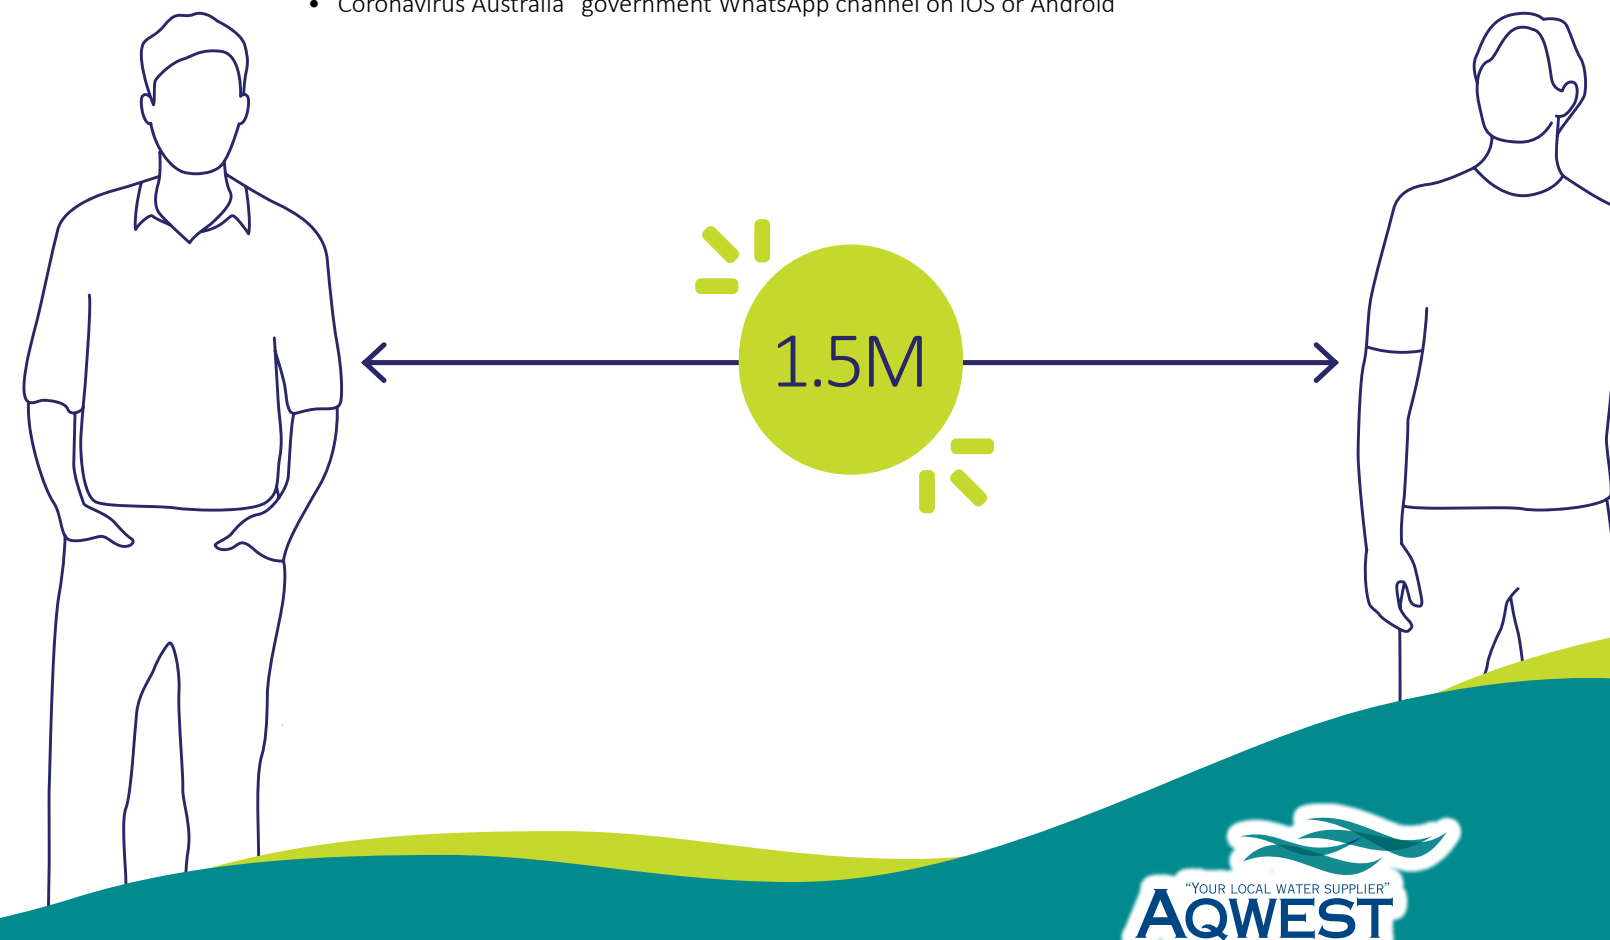 • Coronavirus Australia government WhatsApp channel on iOS or Android
1.5M
"YOUR LOCAL WATER SUPPLIER"
AQWEST